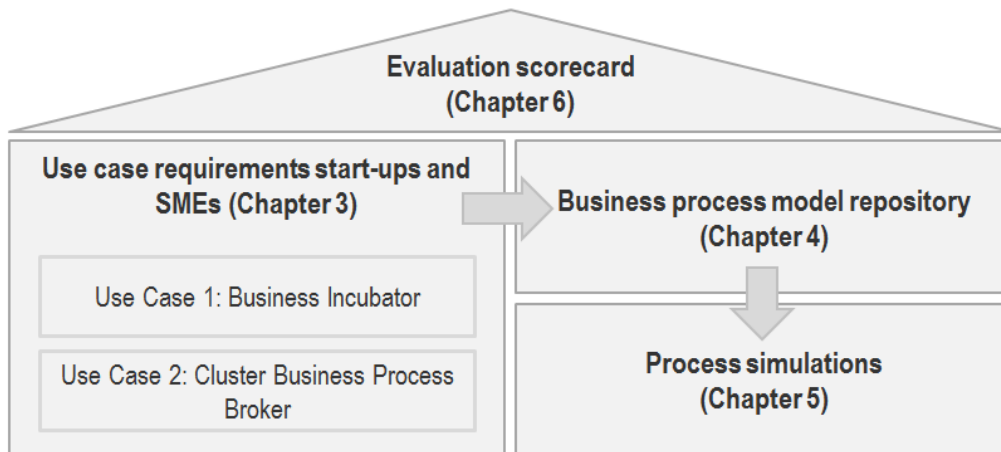 Evaluation scorecard
(Chapter 6)
Use case requirements start-ups and
SMEs (Chapter 3)
Use Case 1: Business Incubator
Use Case 2: Cluster Business Process
Broker
Business process model repository
(Chapter 4)
Process simulations
(Chapter 5)